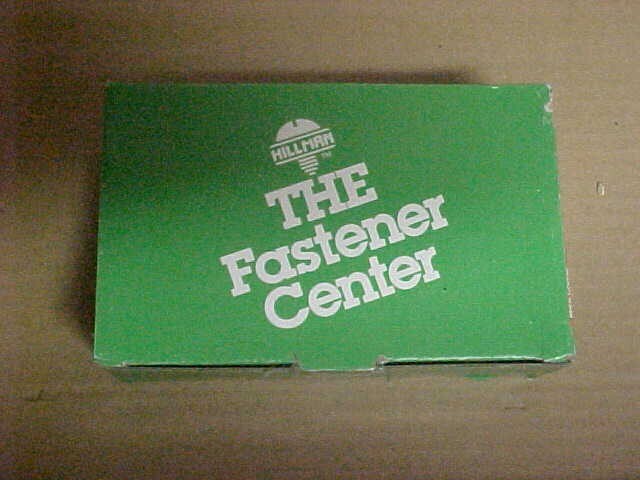 HILLMAN
TM
THE
Fastener
Center